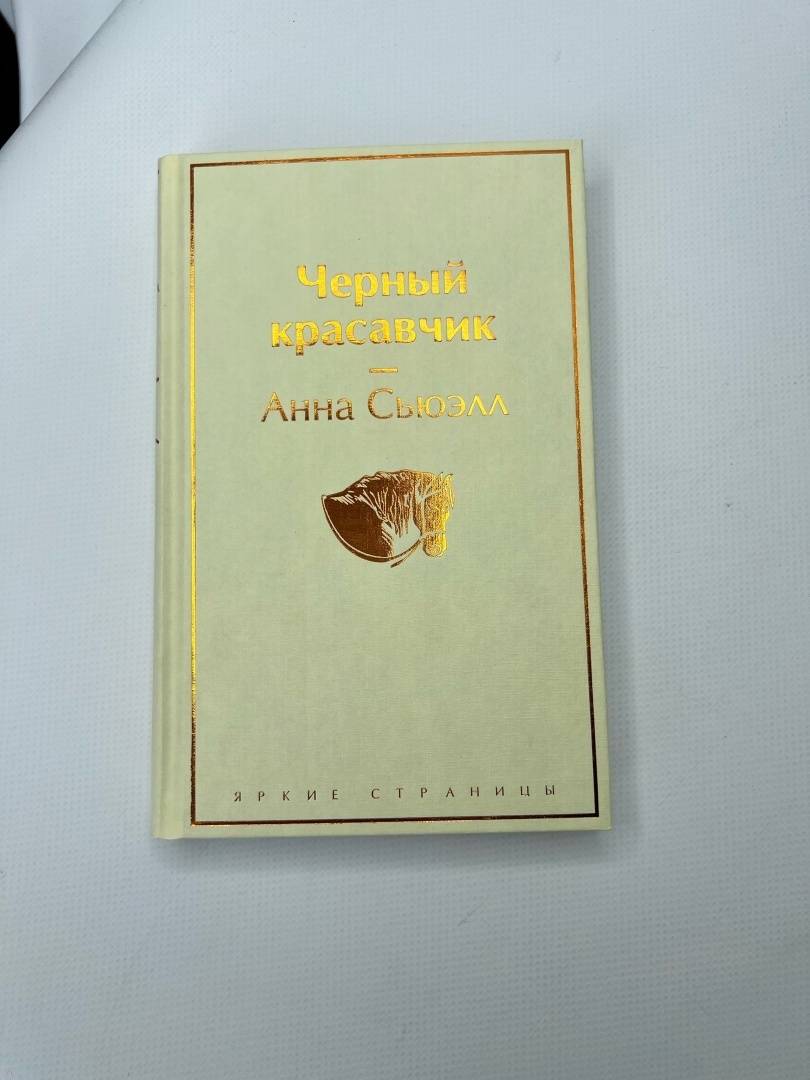 Черный
красавчик
—
Анна Сьюэлл
ЯРКИЕ СТРАНИЦЫ